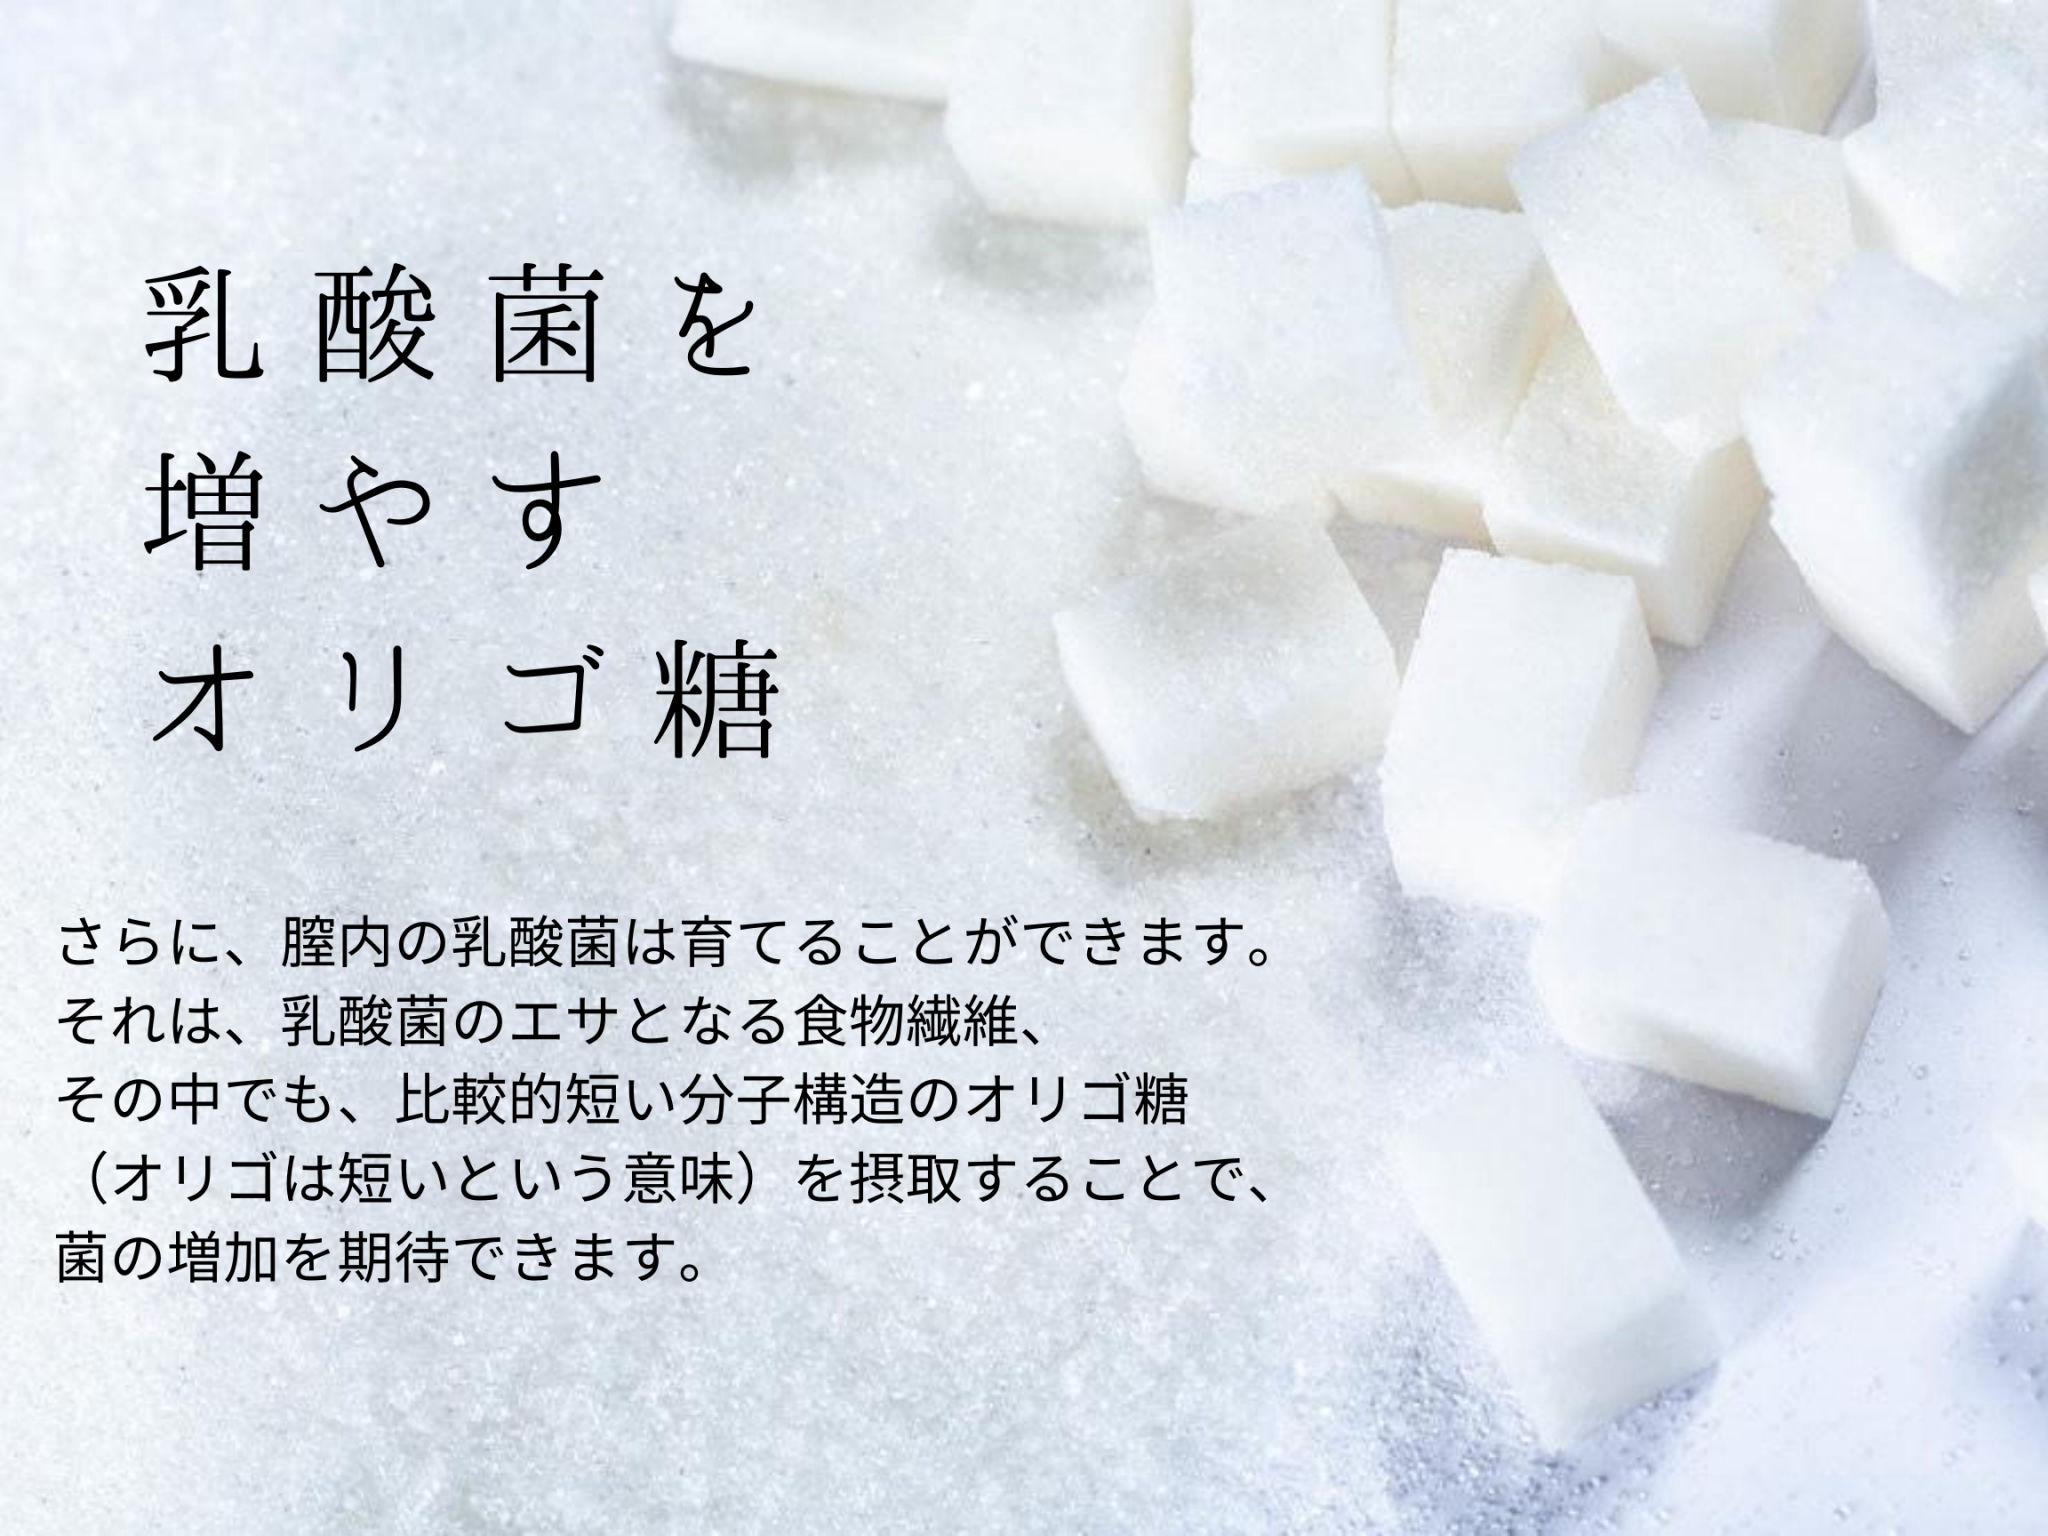 乳酸菌を
増やす
オリゴ糖
さらに、膣内の乳酸菌は育てることができます。
それは、乳酸菌のエサとなる食物繊維、
その中でも、比較的短い分子構造のオリゴ糖
（オリゴは短いという意味）を摂取することで、
菌の増加を期待できます。